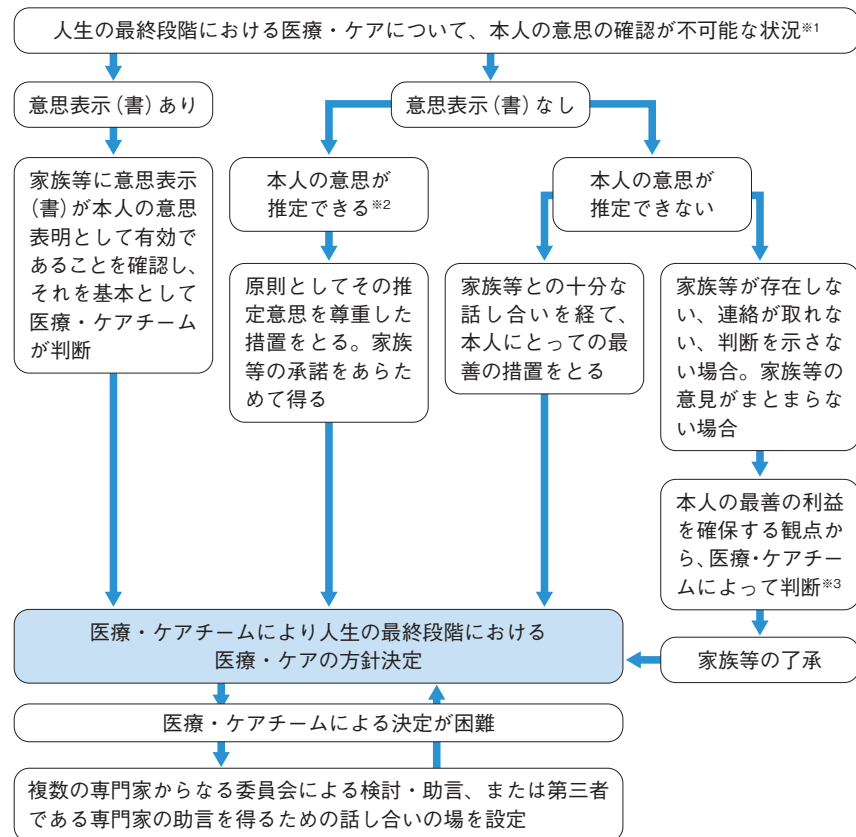 人生の最終段階における医療・ケアについて、本人の意思の確認が不可能な状況※1
意思表示（書）あり
意思表示（書）なし
家族等に意思表示
（書）が本人の意思
表明として有効で
あることを確認し、
それを基本として
医療・ケアチーム
が判断
本人の意思が
推定できる※2
本人の意思が
推定できない
原則としてその推
定意思を尊重した
措置をとる。家族
等の承諾をあらた
めて得る
家族等との十分な
話し合いを経て、
本人にとっての最
善の措置をとる
家族等が存在しな
い、連絡が取れな
い、判断を示さな
い場合。家族等の
意見がまとまらな
い場合
本人の最善の利益
を確保する観点か
ら、医療・ケアチー
ムによって判断※3
医療・ケアチームにより人生の最終段階における
医療・ケアの方針決定
家族等の了承
医療・ケアチームによる決定が困難
複数の専門家からなる委員会による検討・助言、または第三者
である専門家の助言を得るための話し合いの場を設定